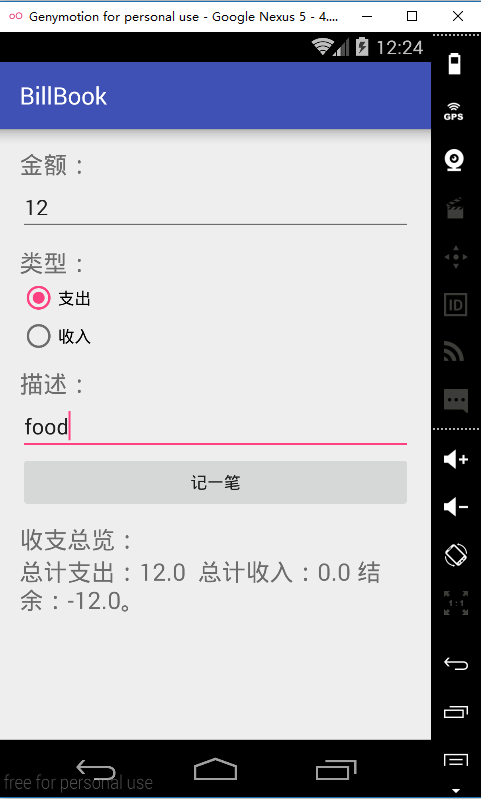 Genymotion for personal use - Google Nexus 5 - 4....
12:24
GPS
BillBook
金额：
12
类型：
支出
收入
ID
描述：
food
记一笔
收支总览：
总计支出：12.0  总计收入：0.0 结
余：-12.0。
1:1
free for personal use